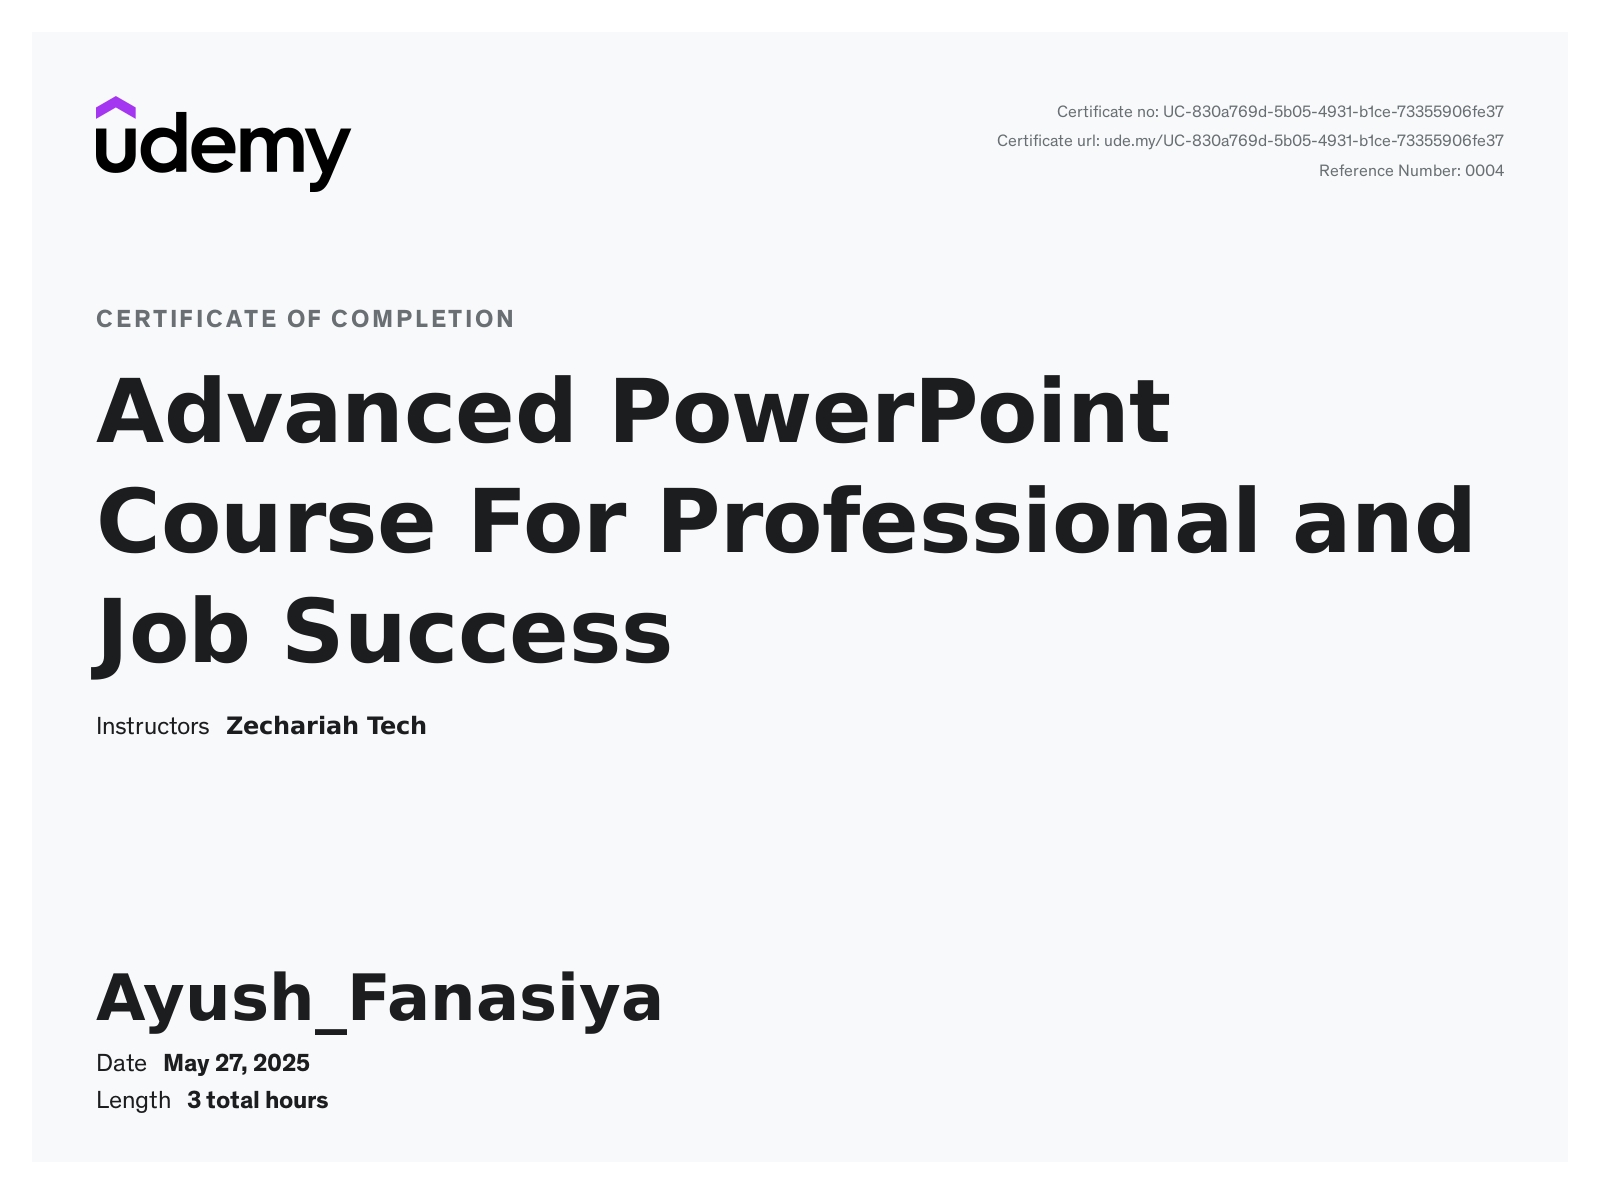 udemy
Certificate no: UC-830a769d-5b05-4931-b1ce-73355906fe37
Certificate url: ude.my/UC-830a769d-5b05-4931-b1ce-73355906fe37
Reference Number: 0004
CERTIFICATE OF COMPLETION
Advanced PowerPoint
Course For Professional and
Job Success
Instructors Zechariah Tech
Ayush_Fanasiya
Date May 27, 2025
Length 3 total hours